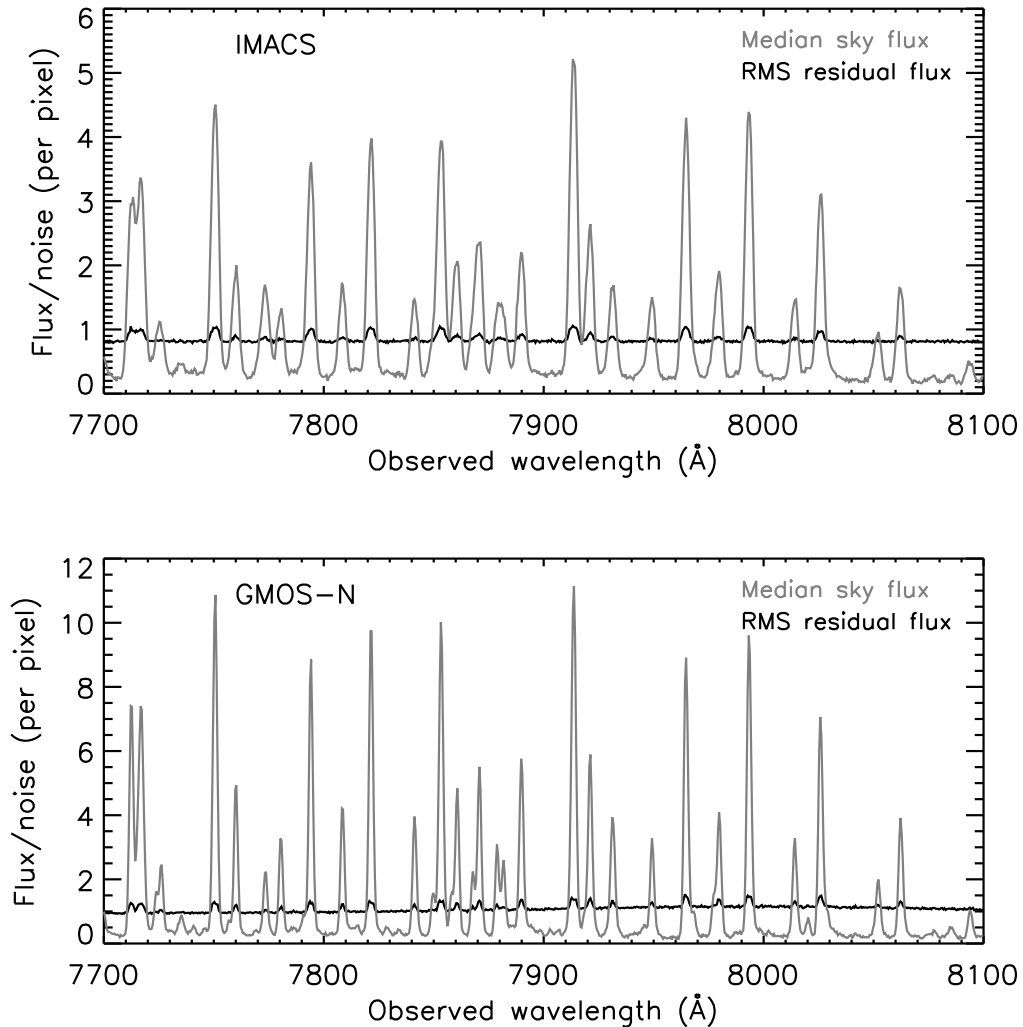 IMACS
Median sky flux
RMS residual flux
Flux/noise (per pixel)
6
5
4
3
2
1
0
7700 7800 7900 8000 8100
Observed wavelength (Å)
GMOS-N
Median sky flux
RMS residual flux
Flux/noise (per pixel)
12
10
8
6
4
2
0
7700 7800 7900 8000 8100
Observed wavelength (Å)